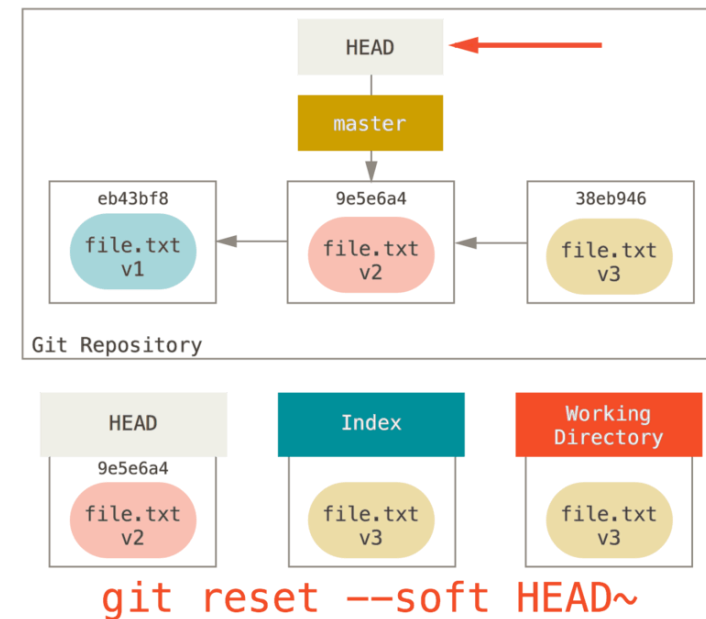 HEAD
master
eb43bf8
9e5e6a4
38eb946
file.txt
v1
file.txt
v2
file.txt
v3
Git Repository
HEAD
Index
Working
Directory
9e5e6a4
file.txt
v2
file.txt
v3
file.txt
v3
git reset --soft HEAD~